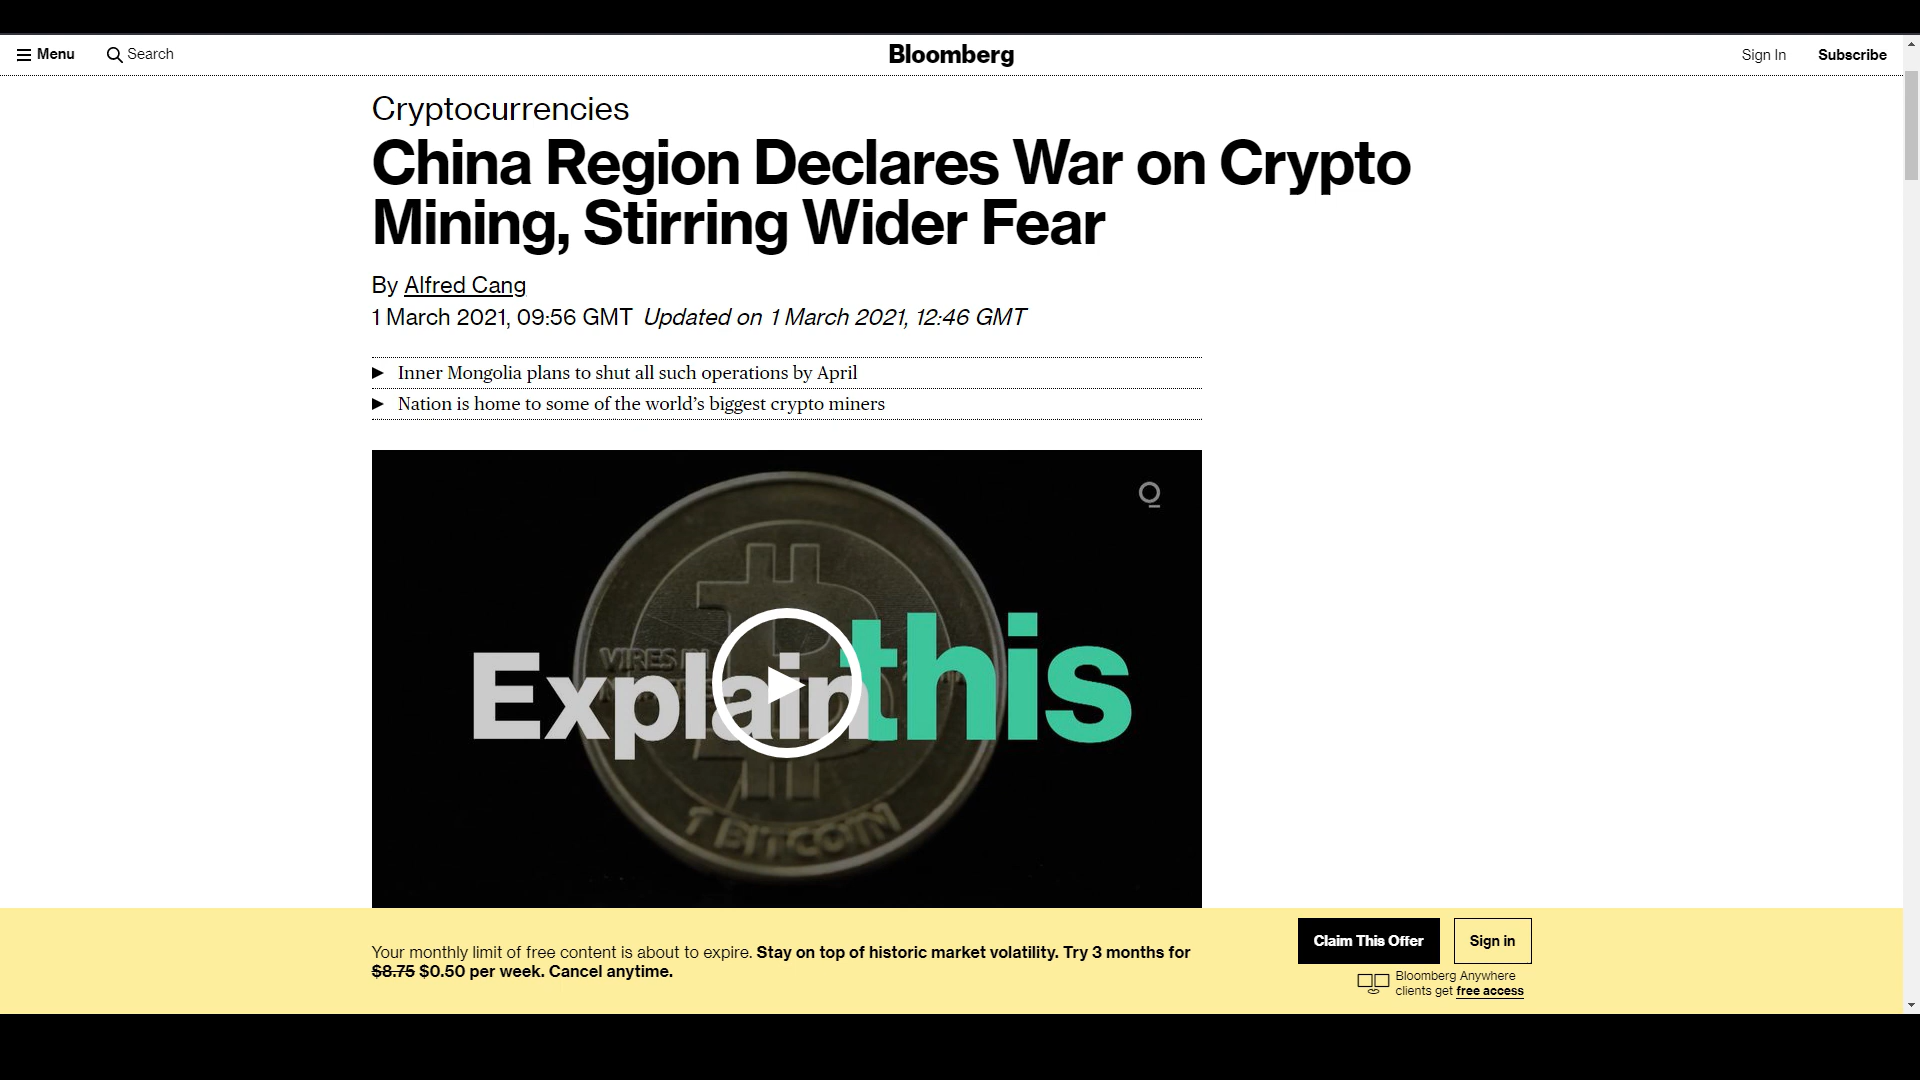 Menu Search Bloomberg Sign In Subscribe
Cryptocurrencies
China Region Declares War on Crypto
Mining, Stirring Wider Fear
By Alfred Cang
1 March 2021, 09:56 GMT Updated on 1 March 2021, 12:46 GMT
Inner Mongolia plans to shut all such operations by April
Nation is home to some of the world’s biggest crypto miners
VIRES IN
Explain this
1 BITCOIN
Your monthly limit of free content is about to expire. Stay on top of historic market volatility. Try 3 months for
$8.75 $0.50 per week. Cancel anytime.
Claim This Offer Sign in
Bloomberg Anywhere
clients get free access